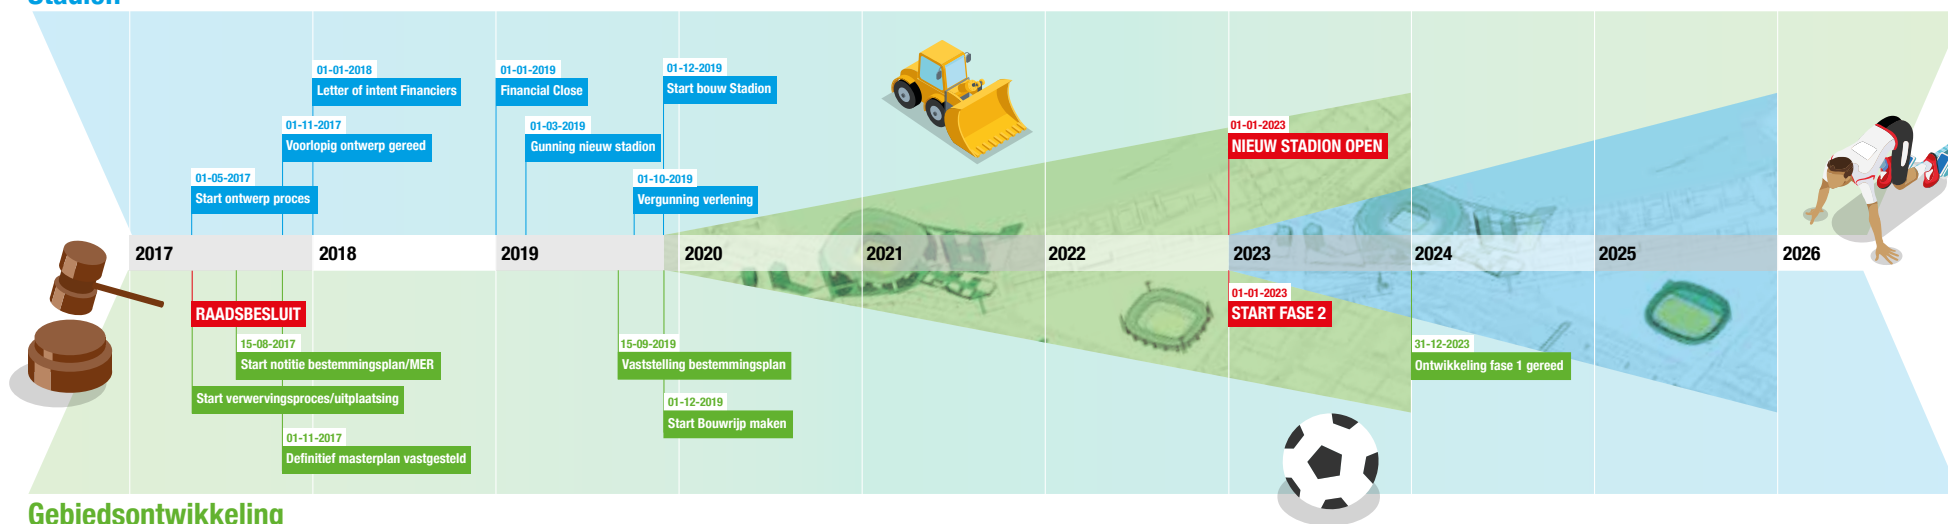 Stadion
01-01-2018
Letter of intent Financiers
01-01-2019
Financial Close
01-12-2019
Start bouw Stadion
01-11-2017
Voorlopig ontwerp gereed
01-03-2019
Gunning nieuw stadion
01-01-2023
NIEUW STADION OPEN
01-05-2017
Start ontwerp proces
01-10-2019
Vergunning verlening
2017
2018
2019
2020
2021
2022
2023
2024
2025
2026
RAADSBESLUIT
01-01-2023
START FASE 2
15-08-2017
Start notitie bestemmingsplan/MER
15-09-2019
Vaststelling bestemmingsplan
31-12-2023
Ontwikkeling fase 1 gereed
Start verwervingsproces/uitplaatsing
01-12-2019
Start Bouwrijp maken
01-11-2017
Definitief masterplan vastgesteld
Gebiedsontwikkeling